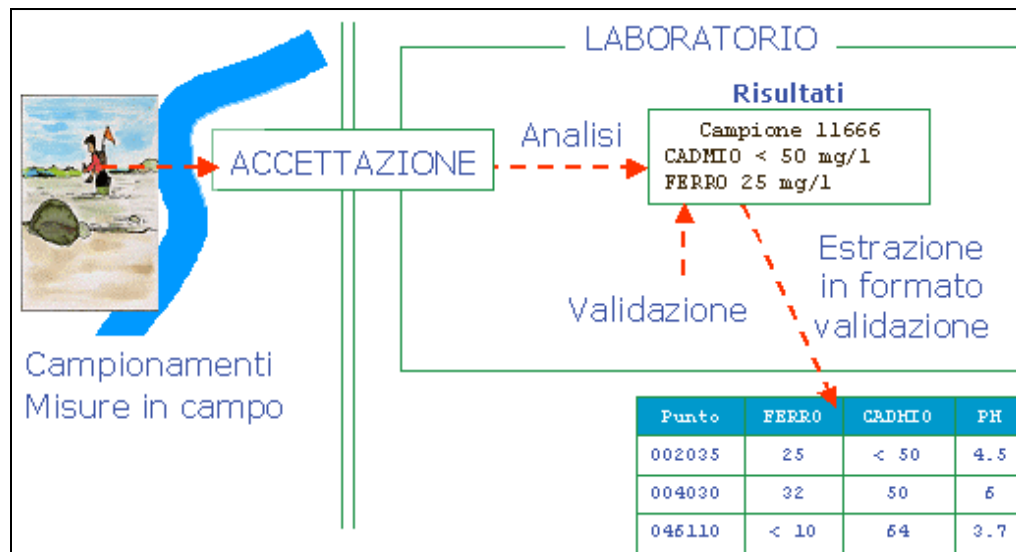 LABORATORIO
Risultati
Campione 11666
CADMIO < 50 mg/l
FERRO 25 mg/l
Analisi
ACCETTAZIONE
Estrazione
in formato
validazione
Validazione
Campionamenti
Misure in campo
Punto FERRO CADMIO PH
002035 25 < 50 4.5
004030 32 50 6
046110 < 10 64 3.7